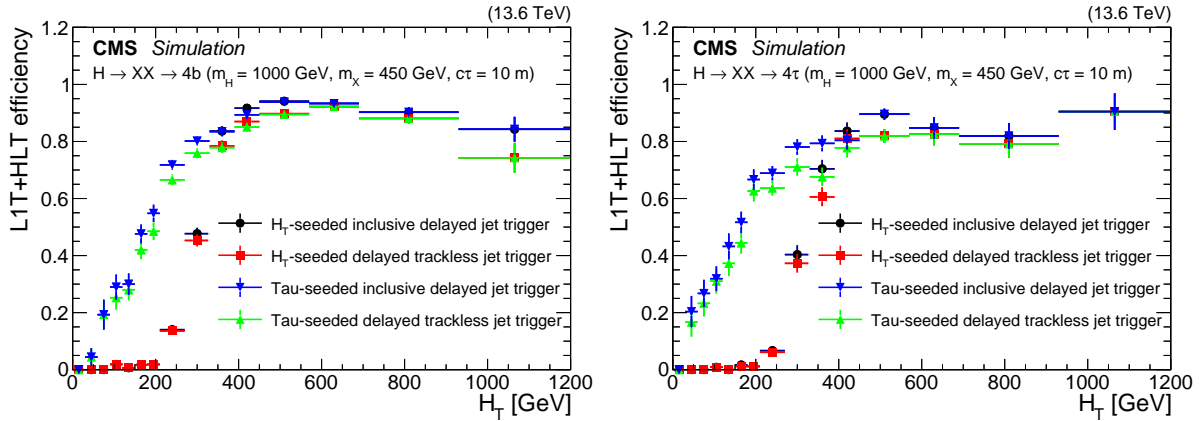 (13.6 TeV)
CMS Simulation
H → XX → 4b (m_H = 1000 GeV, m_X = 450 GeV, cτ = 10 m)
L1T+HLT efficiency
1.2
1
0.8
0.6
0.4
0.2
0
H_T-seeded inclusive delayed jet trigger
H_T-seeded delayed trackless jet trigger
Tau-seeded inclusive delayed jet trigger
Tau-seeded delayed trackless jet trigger
0 200 400 600 800 1000 1200
H_T [GeV]
(13.6 TeV)
CMS Simulation
H → XX → 4τ (m_H = 1000 GeV, m_X = 450 GeV, cτ = 10 m)
L1T+HLT efficiency
1.2
1
0.8
0.6
0.4
0.2
0
H_T-seeded inclusive delayed jet trigger
H_T-seeded delayed trackless jet trigger
Tau-seeded inclusive delayed jet trigger
Tau-seeded delayed trackless jet trigger
0 200 400 600 800 1000 1200
H_T [GeV]